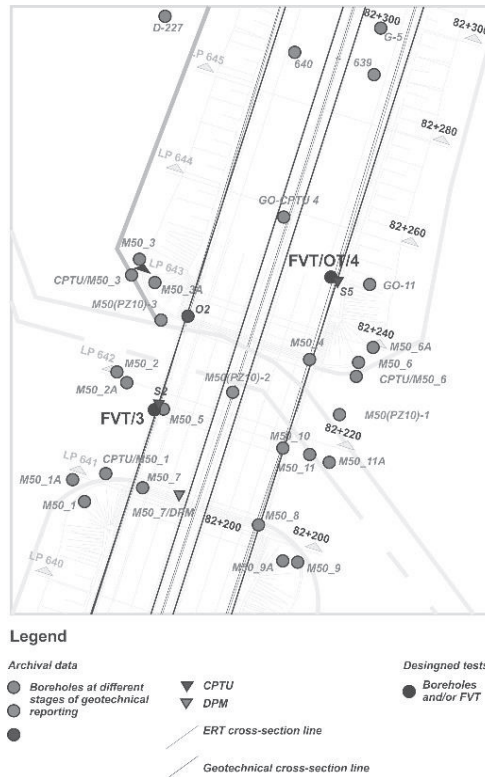 82+300
D-227
G-5
82+300
LP 645
640
639
82+280
LP 644
GO-CPTU 4
82+260
M50_3
LP 643
FVT/OT/4
CPTU/M50_3
M50_3A
S5
GO-11
M50(PZ10)-3
O2
82+240
M50_4
M50_6A
LP 642
M50_2
M50_6
M50_2A
M50(PZ10)-2
CPTU/M50_6
S2
FVT/3
M50_5
M50(PZ10)-1
82+220
M50_10
LP 641
CPTU/M50_1
M50_11
M50_11A
M50_1A
M50_7
M50_1
M50_7/DPM
M50_8
82+200
82+200
LP 640
M50_9A
M50_9
Legend
Archival data
Desingned tests
Boreholes at different
stages of geotechnical
reporting
CPTU
DPM
Boreholes
and/or FVT
ERT cross-section line
Geotechnical cross-section line